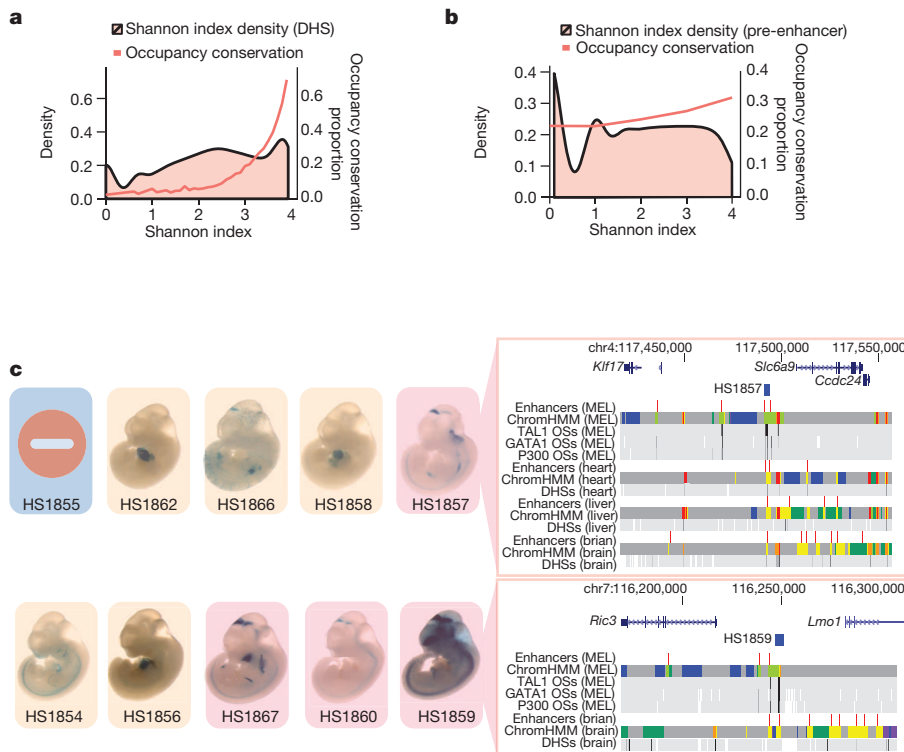 a
Shannon index density (DHS)
Occupancy conservation
Density
0.6
0.4
0.2
0.0
0 1 2 3 4
Shannon index
0.6
0.4
0.2
0.0
Occupancy conservation
proportion
b
Shannon index density (pre-enhancer)
Occupancy conservation
Density
0.4
0.3
0.2
0.1
0.0
0 1 2 3 4
Shannon index
0.4
0.3
0.2
0.1
0.0
Occupancy conservation
proportion
c
HS1855
HS1862
HS1866
HS1858
HS1857
HS1854
HS1856
HS1867
HS1860
HS1859
chr4:117,450,000 117,500,000 117,550,000
Klf17 Slc6a9
Ccdc24
HS1857
Enhancers (MEL)
ChromHMM (MEL)
TAL1 OSs (MEL)
GATA1 OSs (MEL)
P300 OSs (MEL)
Enhancers (heart)
ChromHMM (heart)
DHSs (heart)
Enhancers (liver)
ChromHMM (liver)
DHSs (liver)
Enhancers (brian)
ChromHMM (brain)
DHSs (brain)
chr7:116,200,000 116,250,000 116,300,000
Ric3 Lmo1
HS1859
Enhancers (MEL)
ChromHMM (MEL)
TAL1 OSs (MEL)
GATA1 OSs (MEL)
P300 OSs (MEL)
Enhancers (brian)
ChromHMM (brain)
DHSs (brain)